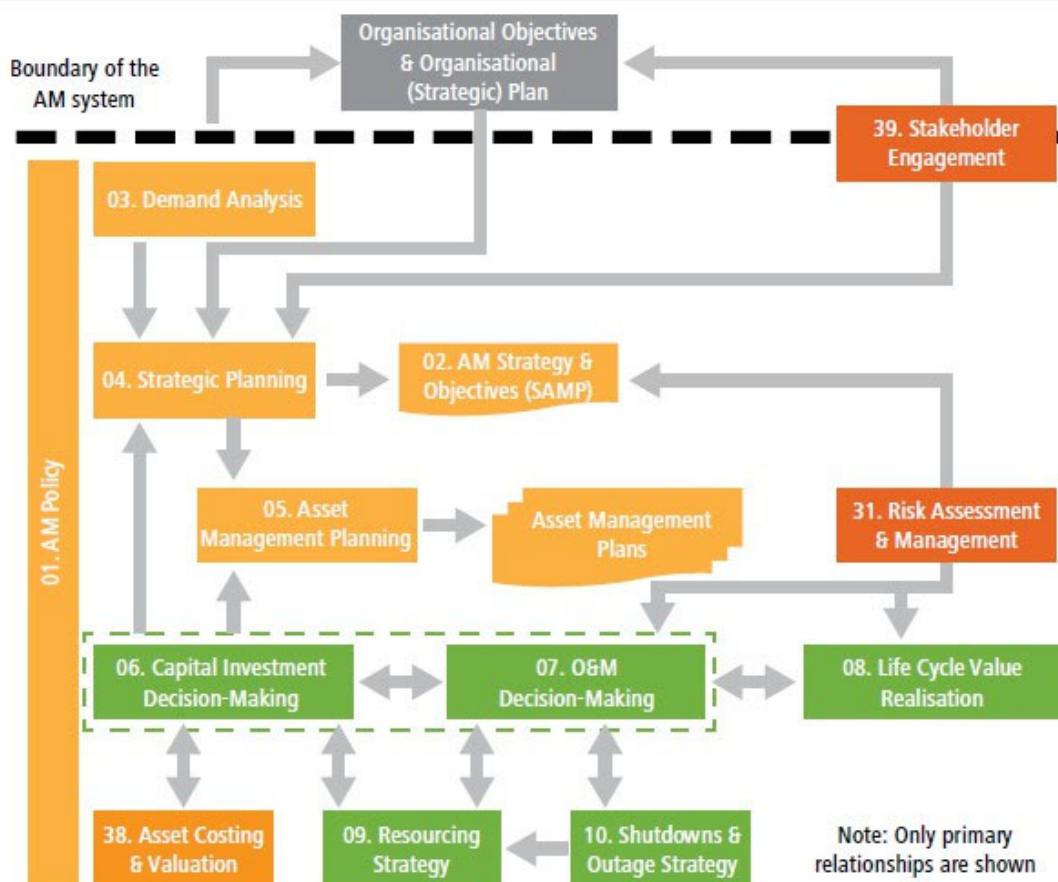 Organisational Objectives
& Organisational
(Strategic) Plan
Boundary of the
AM system
39. Stakeholder
Engagement
03. Demand Analysis
04. Strategic Planning
02. AM Strategy &
Objectives (SAMP)
01. AM Policy
05. Asset
Management Planning
Asset Management
Plans
31. Risk Assessment
& Management
06. Capital Investment
Decision-Making
07. O&M
Decision-Making
08. Life Cycle Value
Realisation
38. Asset Costing
& Valuation
09. Resourcing
Strategy
10. Shutdowns &
Outage Strategy
Note: Only primary
relationships are shown